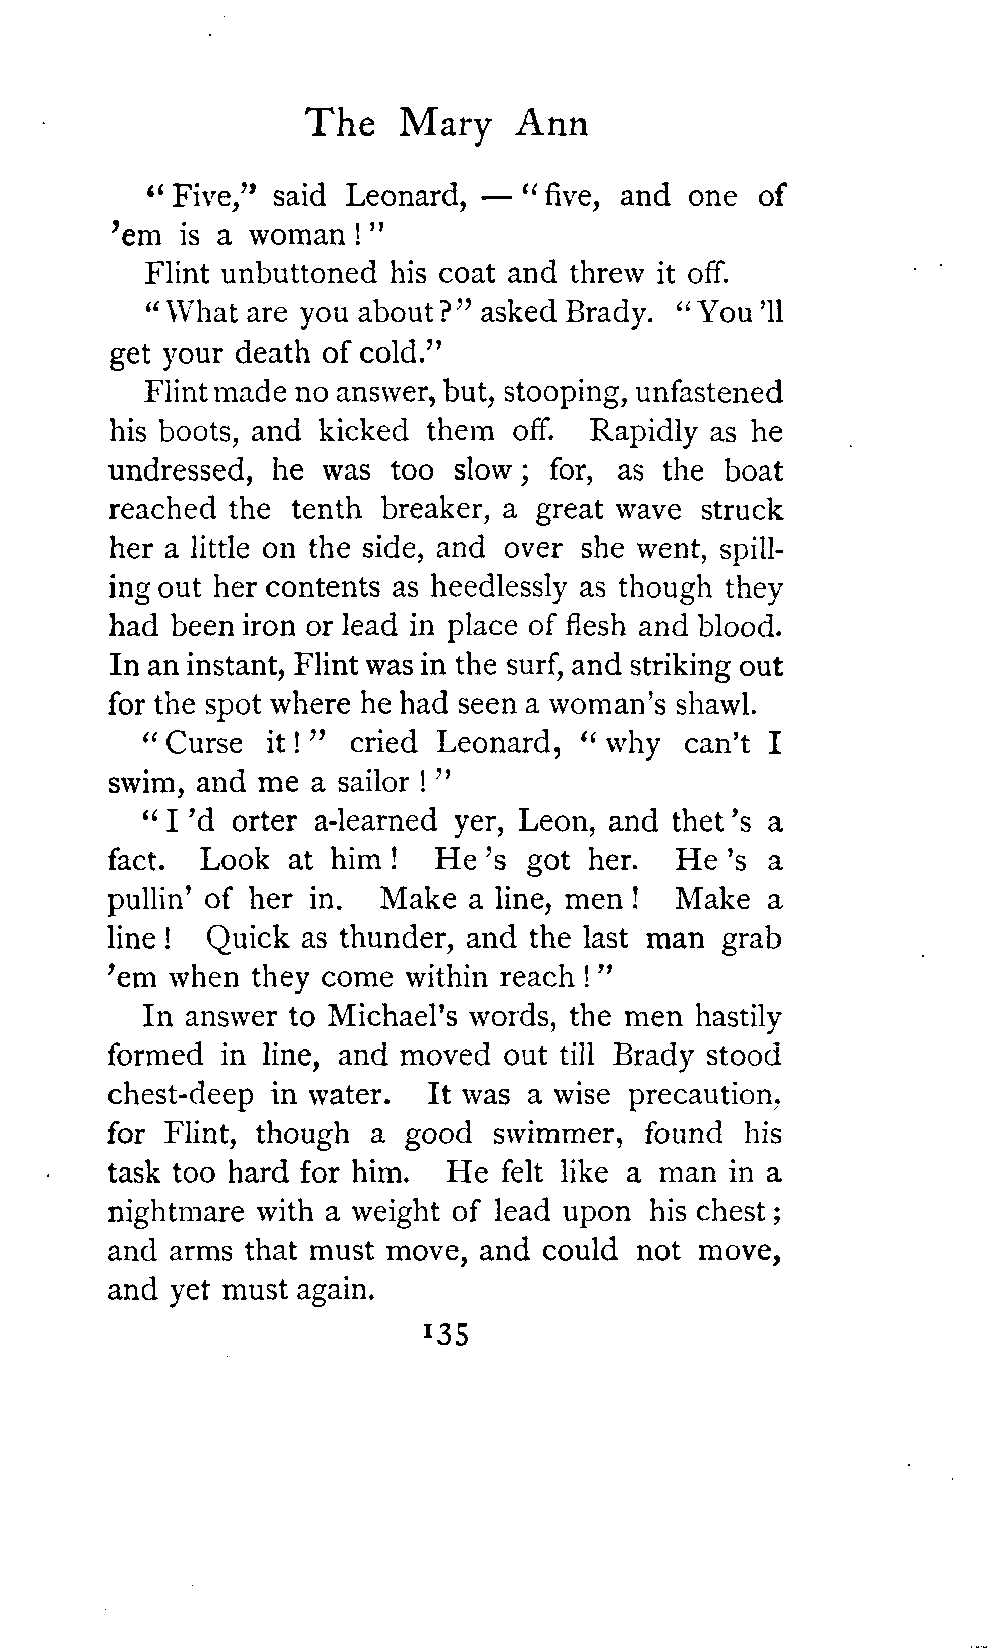 The Mary Ann
“Five,” said Leonard, — “five, and one of
’em is a woman!”
Flint unbuttoned his coat and threw it off.
“What are you about?” asked Brady. “You’ll
get your death of cold.”
Flint made no answer, but, stooping, unfastened
his boots, and kicked them off. Rapidly as he
undressed, he was too slow; for, as the boat
reached the tenth breaker, a great wave struck
her a little on the side, and over she went, spill-
ing out her contents as heedlessly as though they
had been iron or lead in place of flesh and blood.
In an instant, Flint was in the surf, and striking out
for the spot where he had seen a woman’s shawl.
“Curse it!” cried Leonard, “why can’t I
swim, and me a sailor!”
“I’d orter a-learned yer, Leon, and thet’s a
fact. Look at him! He’s got her. He’s a
pullin’ of her in. Make a line, men! Make a
line! Quick as thunder, and the last man grab
’em when they come within reach!”
In answer to Michael’s words, the men hastily
formed in line, and moved out till Brady stood
chest-deep in water. It was a wise precaution,
for Flint, though a good swimmer, found his
task too hard for him. He felt like a man in a
nightmare with a weight of lead upon his chest;
and arms that must move, and could not move,
and yet must again.
135